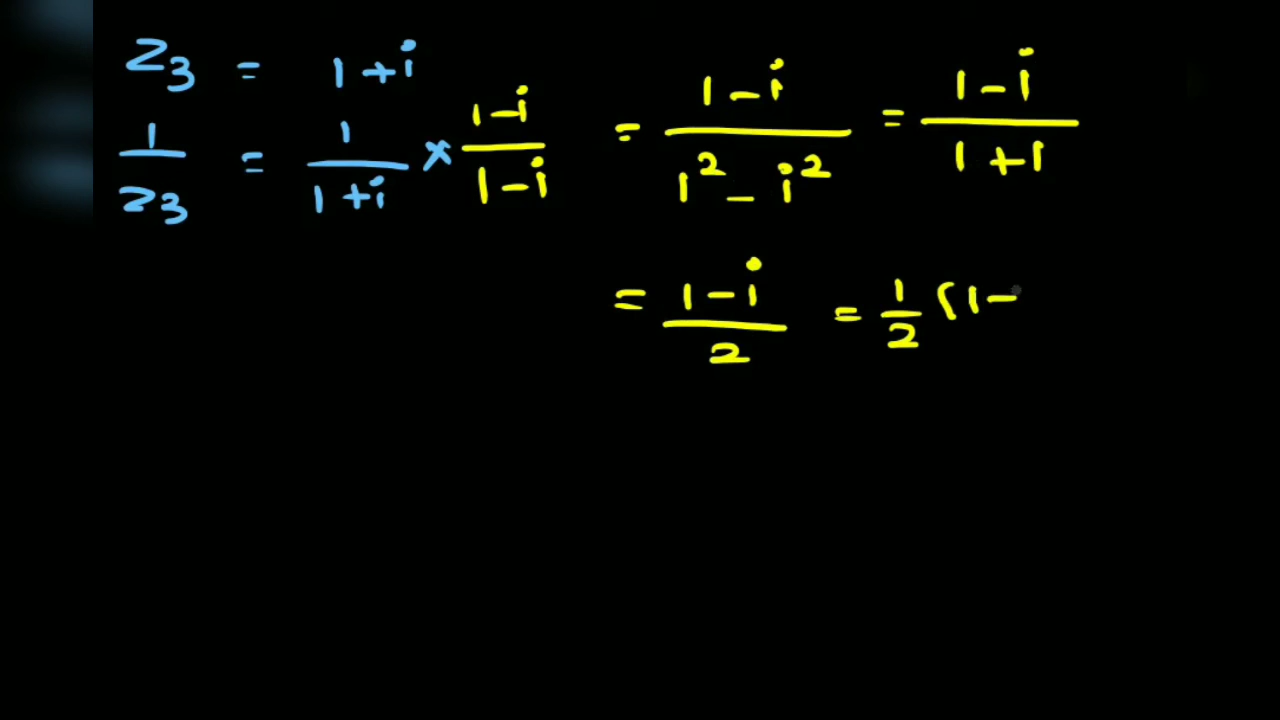 z₃ = 1 + i
1/z₃ = 1/(1 + i) × (1 - i)/(1 - i) = (1 - i)/(1² - i²) = (1 - i)/(1 + 1)
= (1 - i)/2 = 1/2 (1 -